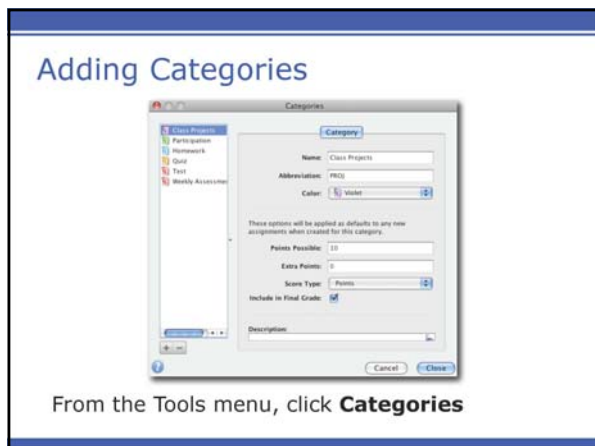 Adding Categories
Categories
Class Projects
Participation
Homework
Quiz
Test
Weekly Assessmen
Category
Name: Class Projects
Abbreviation: PROJ
Color: Violet
These options will be applied as defaults to any new
assignments when created for this category.
Points Possible: 10
Extra Points: 0
Score Type: Points
Include in Final Grade:
Description:
Cancel Close
From the Tools menu, click Categories